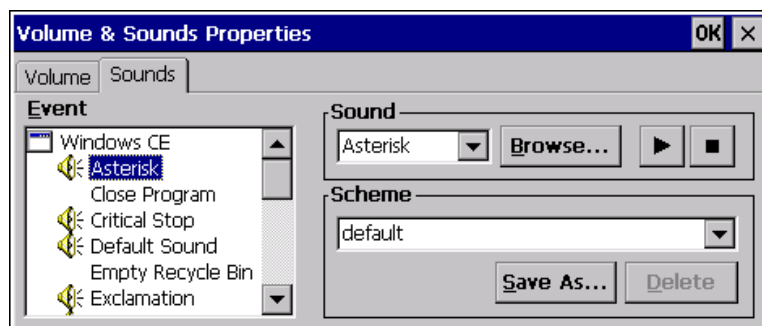 Volume & Sounds Properties OK ×
Volume Sounds
Event
Windows CE
Asterisk
Close Program
Critical Stop
Default Sound
Empty Recycle Bin
Exclamation
Sound
Asterisk Browse...
Scheme
default
Save As... Delete